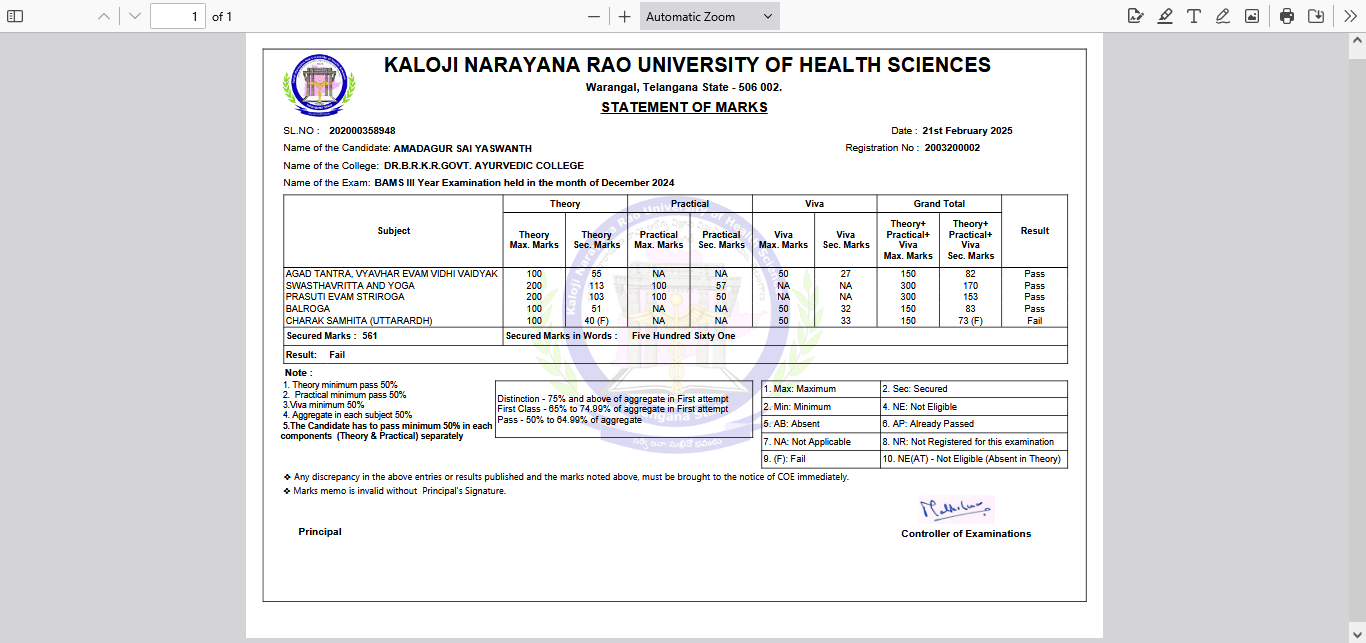 1 of 1 Automatic Zoom
KALOJI NARAYANA RAO UNIVERSITY OF HEALTH SCIENCES
Warangal, Telangana State - 506 002.
STATEMENT OF MARKS
SL.NO : 202000358948 Date : 21st February 2025
Name of the Candidate: AMADAGUR SAI YASWANTH Registration No : 2003200002
Name of the College: DR.B.R.K.R.GOVT. AYURVEDIC COLLEGE
Name of the Exam: BAMS III Year Examination held in the month of December 2024
Subject Theory Practical Viva Grand Total Result
Theory Max. Marks Theory Sec. Marks Practical Max. Marks Practical Sec. Marks Viva Max. Marks Viva Sec. Marks Theory+ Practical+ Viva Max. Marks Theory+ Practical+ Viva Sec. Marks
AGAD TANTRA, VYAVHAR EVAM VIDHI VAIDYAK 100 55 NA NA 50 27 150 82 Pass
SWASTHAVRITTA AND YOGA 200 113 100 57 NA NA 300 170 Pass
PRASUTI EVAM STRIROGA 200 103 100 50 NA NA 300 153 Pass
BALROGA 100 51 NA NA 50 32 150 83 Pass
CHARAK SAMHITA (UTTARARDH) 100 40 (F) NA NA 50 33 150 73 (F) Fail
Secured Marks : 561 Secured Marks in Words : Five Hundred Sixty One
Result: Fail
Note :
1. Theory minimum pass 50%
2. Practical minimum pass 50%
3.Viva minimum 50%
4. Aggregate in each subject 50%
5.The Candidate has to pass minimum 50% in each
components (Theory & Practical) separately
Distinction - 75% and above of aggregate in First attempt
First Class - 65% to 74.99% of aggregate in First attempt
Pass - 50% to 64.99% of aggregate
1. Max: Maximum 2. Sec: Secured
2. Min: Minimum 4. NE: Not Eligible
5. AB: Absent 6. AP: Already Passed
7. NA: Not Applicable 8. NR: Not Registered for this examination
9. (F): Fail 10. NE(AT) - Not Eligible (Absent in Theory)
❖ Any discrepancy in the above entries or results published and the marks noted above, must be brought to the notice of COE immediately.
❖ Marks memo is invalid without Principal's Signature.
Principal Controller of Examinations